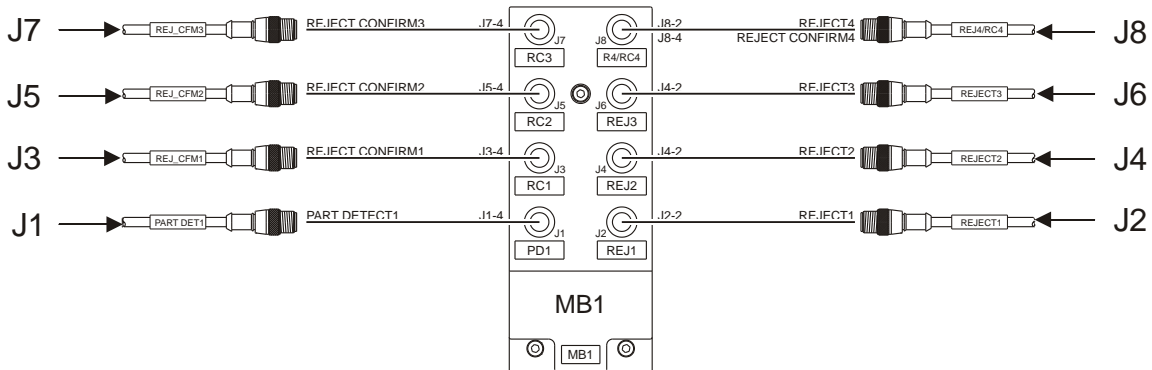 J7
REJ_CFM3
REJECT CONFIRM3
J7-4
J7
RC3
J8
R4/RC4
J8-2
J8-4
REJECT4
REJECT CONFIRM4
REJ4/RC4
J8
J5
REJ_CFM2
REJECT CONFIRM2
J5-4
J5
RC2
J6
REJ3
J4-2
REJECT3
REJECT3
J6
J3
REJ_CFM1
REJECT CONFIRM1
J3-4
J3
RC1
J4
REJ2
J4-2
REJECT2
REJECT2
J4
J1
PART DET1
PART DETECT1
J1-4
J1
PD1
J2
REJ1
J2-2
REJECT1
REJECT1
J2
MB1
MB1